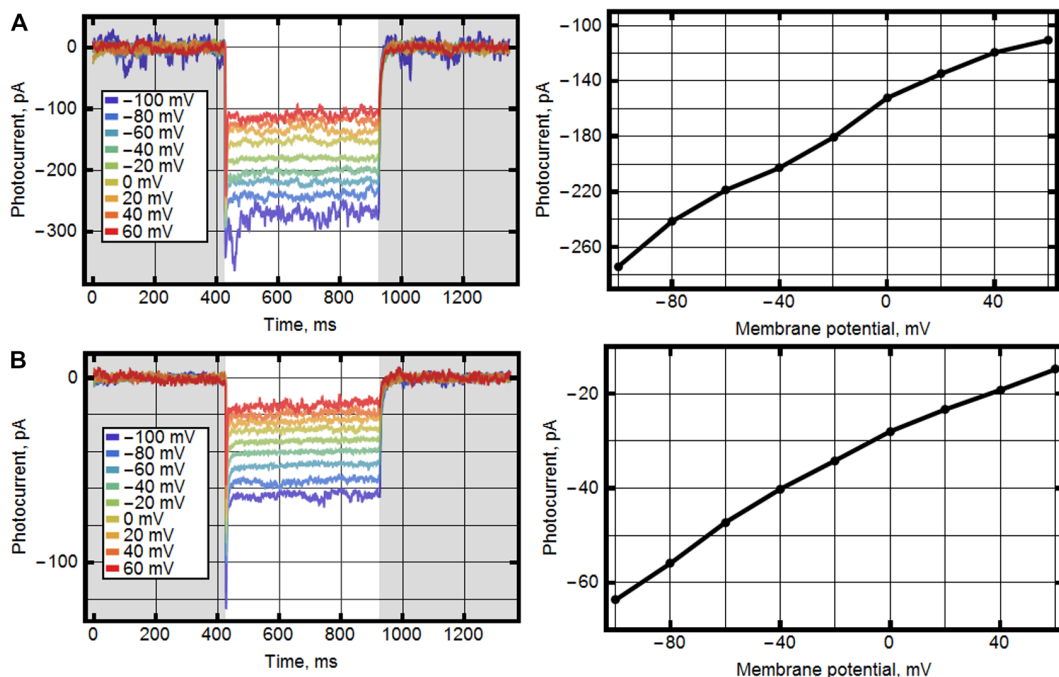 A
Photocurrent, pA
0
−100
−200
−300
−100 mV
−80 mV
−60 mV
−40 mV
−20 mV
0 mV
20 mV
40 mV
60 mV
0 200 400 600 800 1000 1200
Time, ms
Photocurrent, pA
−100
−140
−180
−220
−260
−80 −40 0 40
Membrane potential, mV
B
Photocurrent, pA
0
−100
−100 mV
−80 mV
−60 mV
−40 mV
−20 mV
0 mV
20 mV
40 mV
60 mV
0 200 400 600 800 1000 1200
Time, ms
Photocurrent, pA
−20
−40
−60
−80 −40 0 40
Membrane potential, mV